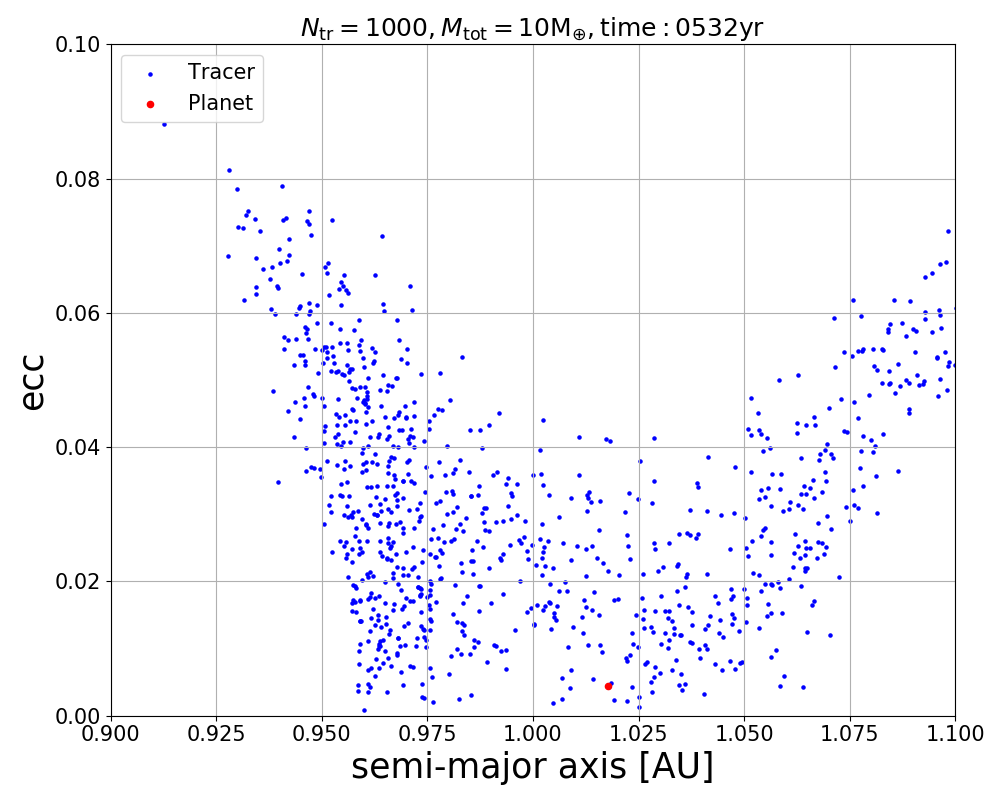 N_tr = 1000, M_tot = 10M_⊕, time : 0532yr
Tracer
Planet
0.10
0.08
0.06
0.04
0.02
0.00
ecc
0.900 0.925 0.950 0.975 1.000 1.025 1.050 1.075 1.100
semi-major axis [AU]